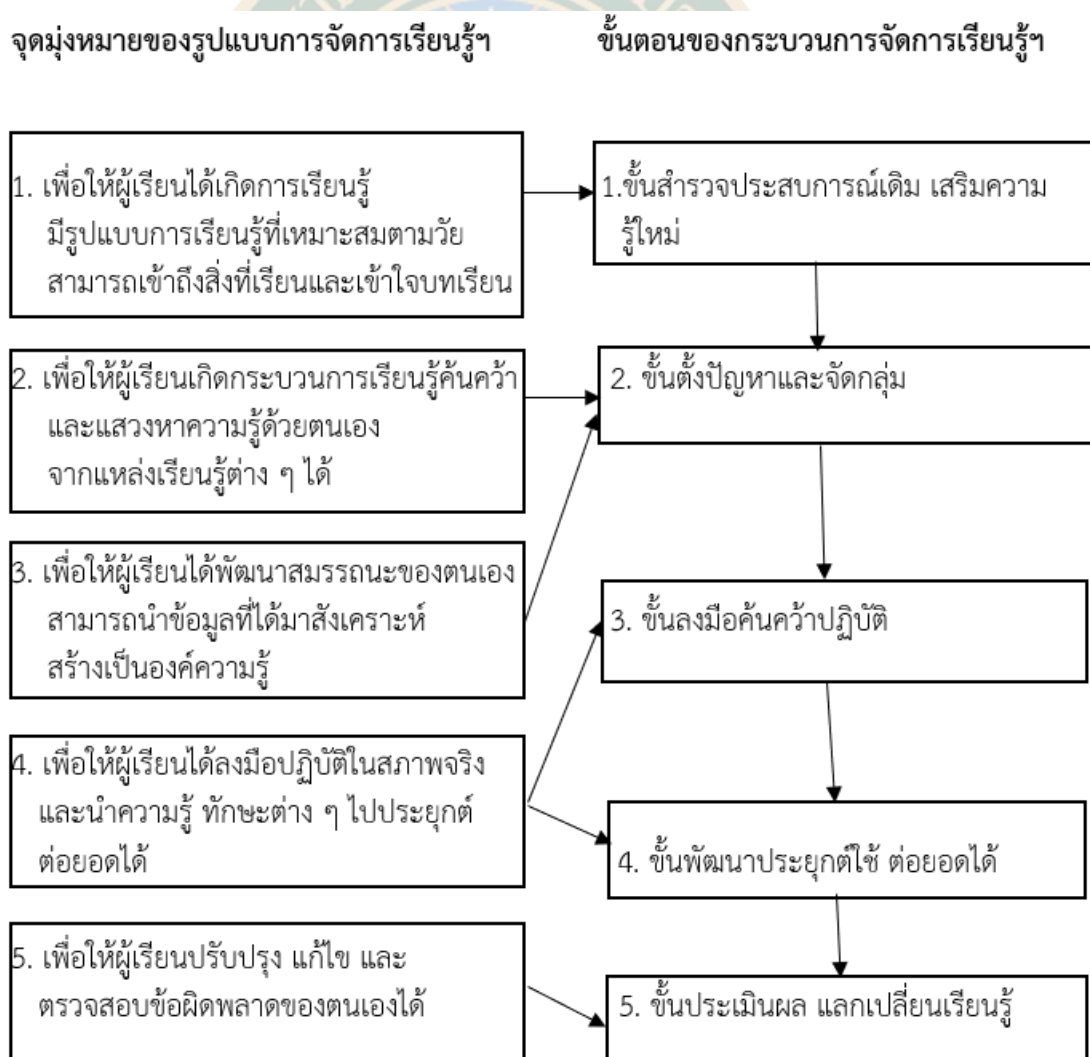 จุดมุ่งหมายของรูปแบบการจัดการเรียนรู้ฯ
ขั้นตอนของกระบวนการจัดการเรียนรู้ฯ
1. เพื่อให้ผู้เรียนได้เกิดการเรียนรู้
มีรูปแบบการเรียนรู้ที่เหมาะสมตามวัย
สามารถเข้าถึงสิ่งที่เรียนและเข้าใจบทเรียน
1.ขั้นสำรวจประสบการณ์เดิม เสริมความ
รู้ใหม่
2. เพื่อให้ผู้เรียนเกิดกระบวนการเรียนรู้ค้นคว้า
และแสวงหาความรู้ด้วยตนเอง
จากแหล่งเรียนรู้ต่าง ๆ ได้
2. ขั้นตั้งปัญหาและจัดกลุ่ม
3. เพื่อให้ผู้เรียนได้พัฒนาสมรรถนะของตนเอง
สามารถนำข้อมูลที่ได้มาสังเคราะห์
สร้างเป็นองค์ความรู้
3. ขั้นลงมือค้นคว้าปฏิบัติ
4. เพื่อให้ผู้เรียนได้ลงมือปฏิบัติในสภาพจริง
และนำความรู้ ทักษะต่าง ๆ ไปประยุกต์
ต่อยอดได้
4. ขั้นพัฒนาประยุกต์ใช้ ต่อยอดได้
5. เพื่อให้ผู้เรียนปรับปรุง แก้ไข และ
ตรวจสอบข้อผิดพลาดของตนเองได้
5. ขั้นประเมินผล แลกเปลี่ยนเรียนรู้